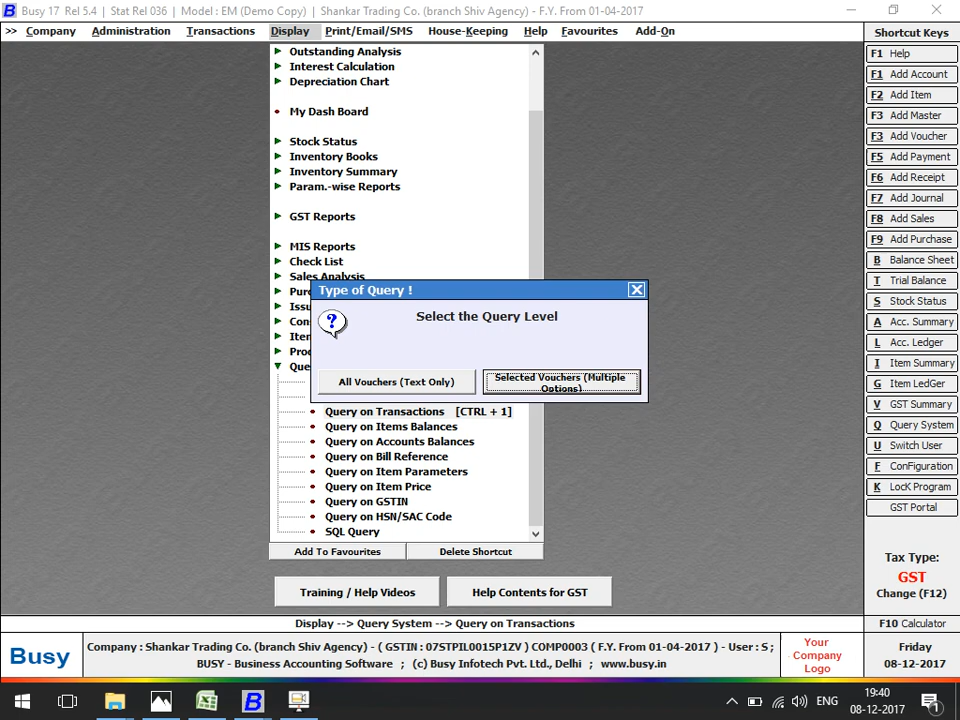 Busy 17 Rel 5.4 | Stat Rel 036 | Model : EM (Demo Copy) | Shankar Trading Co. (branch Shiv Agency) - F.Y. From 01-04-2017
>> Company Administration Transactions Display Print/Email/SMS House-Keeping Help Favourites Add-On
Shortcut Keys
Outstanding Analysis
Interest Calculation
Depreciation Chart
My Dash Board
Stock Status
Inventory Books
Inventory Summary
Param.-wise Reports
GST Reports
MIS Reports
Check List
Sales Analysis
Type of Query !
Select the Query Level
All Vouchers (Text Only)
Selected Vouchers (Multiple
Options)
Query on Transactions [CTRL + 1]
Query on Items Balances
Query on Accounts Balances
Query on Bill Reference
Query on Item Parameters
Query on Item Price
Query on GSTIN
Query on HSN/SAC Code
SQL Query
Add To Favourites Delete Shortcut
Training / Help Videos Help Contents for GST
F1 Help
F1 Add Account
F2 Add Item
F3 Add Master
F3 Add Voucher
F5 Add Payment
F6 Add Receipt
F7 Add Journal
F8 Add Sales
F9 Add Purchase
B Balance Sheet
T Trial Balance
S Stock Status
A Acc. Summary
L Acc. Ledger
I Item Summary
G Item LedGer
V GST Summary
Q Query System
U Switch User
F ConFiguration
K LocK Program
GST Portal
Tax Type:
GST
Change (F12)
Display --> Query System --> Query on Transactions
F10 Calculator
Busy
Company : Shankar Trading Co. (branch Shiv Agency) - ( GSTIN : 07STPIL0015P1ZV ) COMP0003 ( F.Y. From 01-04-2017 ) - User : S ;
BUSY - Business Accounting Software ; (c) Busy Infotech Pvt. Ltd., Delhi ; www.busy.in
Your
Company
Logo
Friday
08-12-2017
ENG
19:40
08-12-2017
1